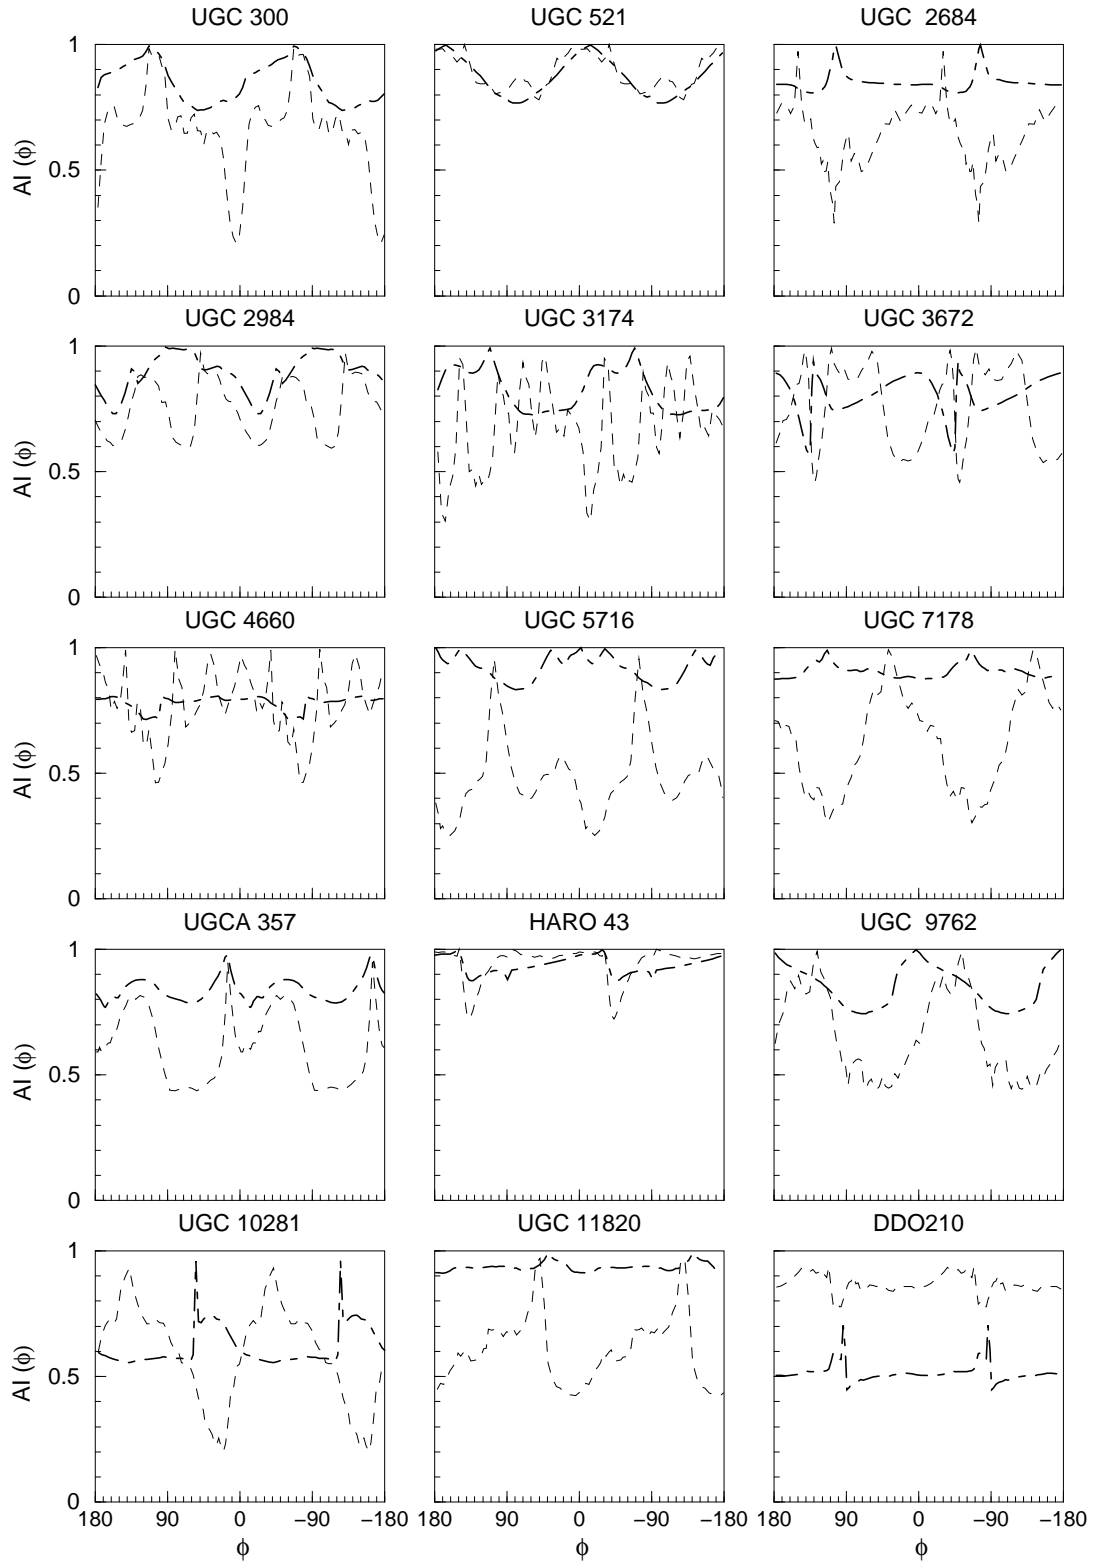 UGC 300 UGC 521 UGC 2684
1
AI (ϕ)
0.5
0
UGC 2984 UGC 3174 UGC 3672
1
AI (ϕ)
0.5
0
UGC 4660 UGC 5716 UGC 7178
1
AI (ϕ)
0.5
0
UGCA 357 HARO 43 UGC 9762
1
AI (ϕ)
0.5
0
UGC 10281 UGC 11820 DDO210
1
AI (ϕ)
0.5
0
180 90 0 −90 −180 90 0 −90 180 90 0 −90 −180
ϕ ϕ ϕ